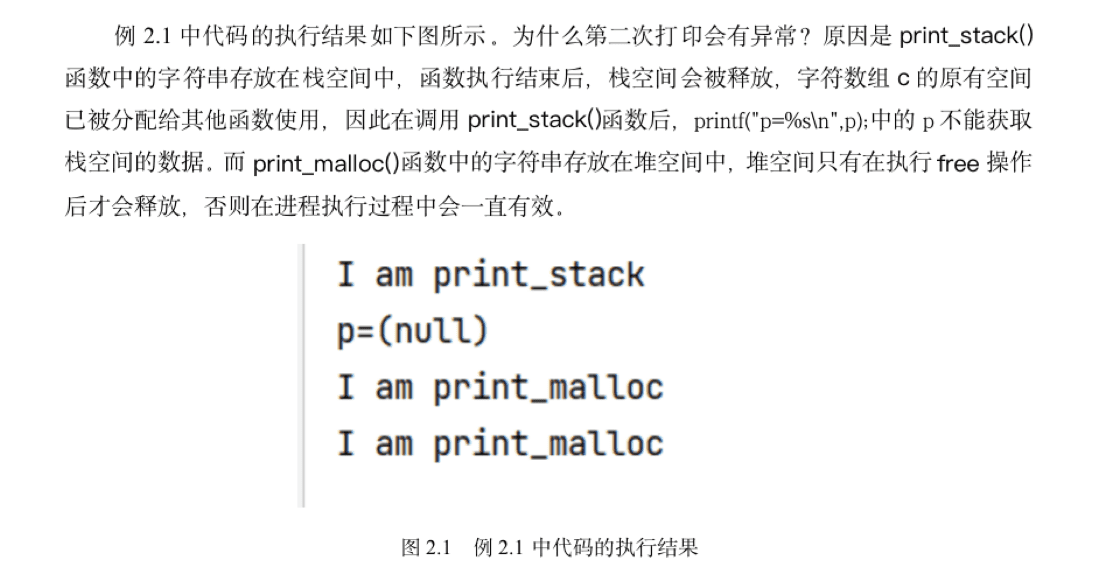 例 2.1 中代码的执行结果如下图所示。为什么第二次打印会有异常？原因是 print_stack()
函数中的字符串存放在栈空间中，函数执行结束后，栈空间会被释放，字符数组 c 的原有空间
已被分配给其他函数使用，因此在调用 print_stack()函数后，printf("p=%s\n",p);中的 p 不能获取
栈空间的数据。而 print_malloc()函数中的字符串存放在堆空间中，堆空间只有在执行 free 操作
后才会释放，否则在进程执行过程中会一直有效。
I am print_stack
p=(null)
I am print_malloc
I am print_malloc
图 2.1 例 2.1 中代码的执行结果